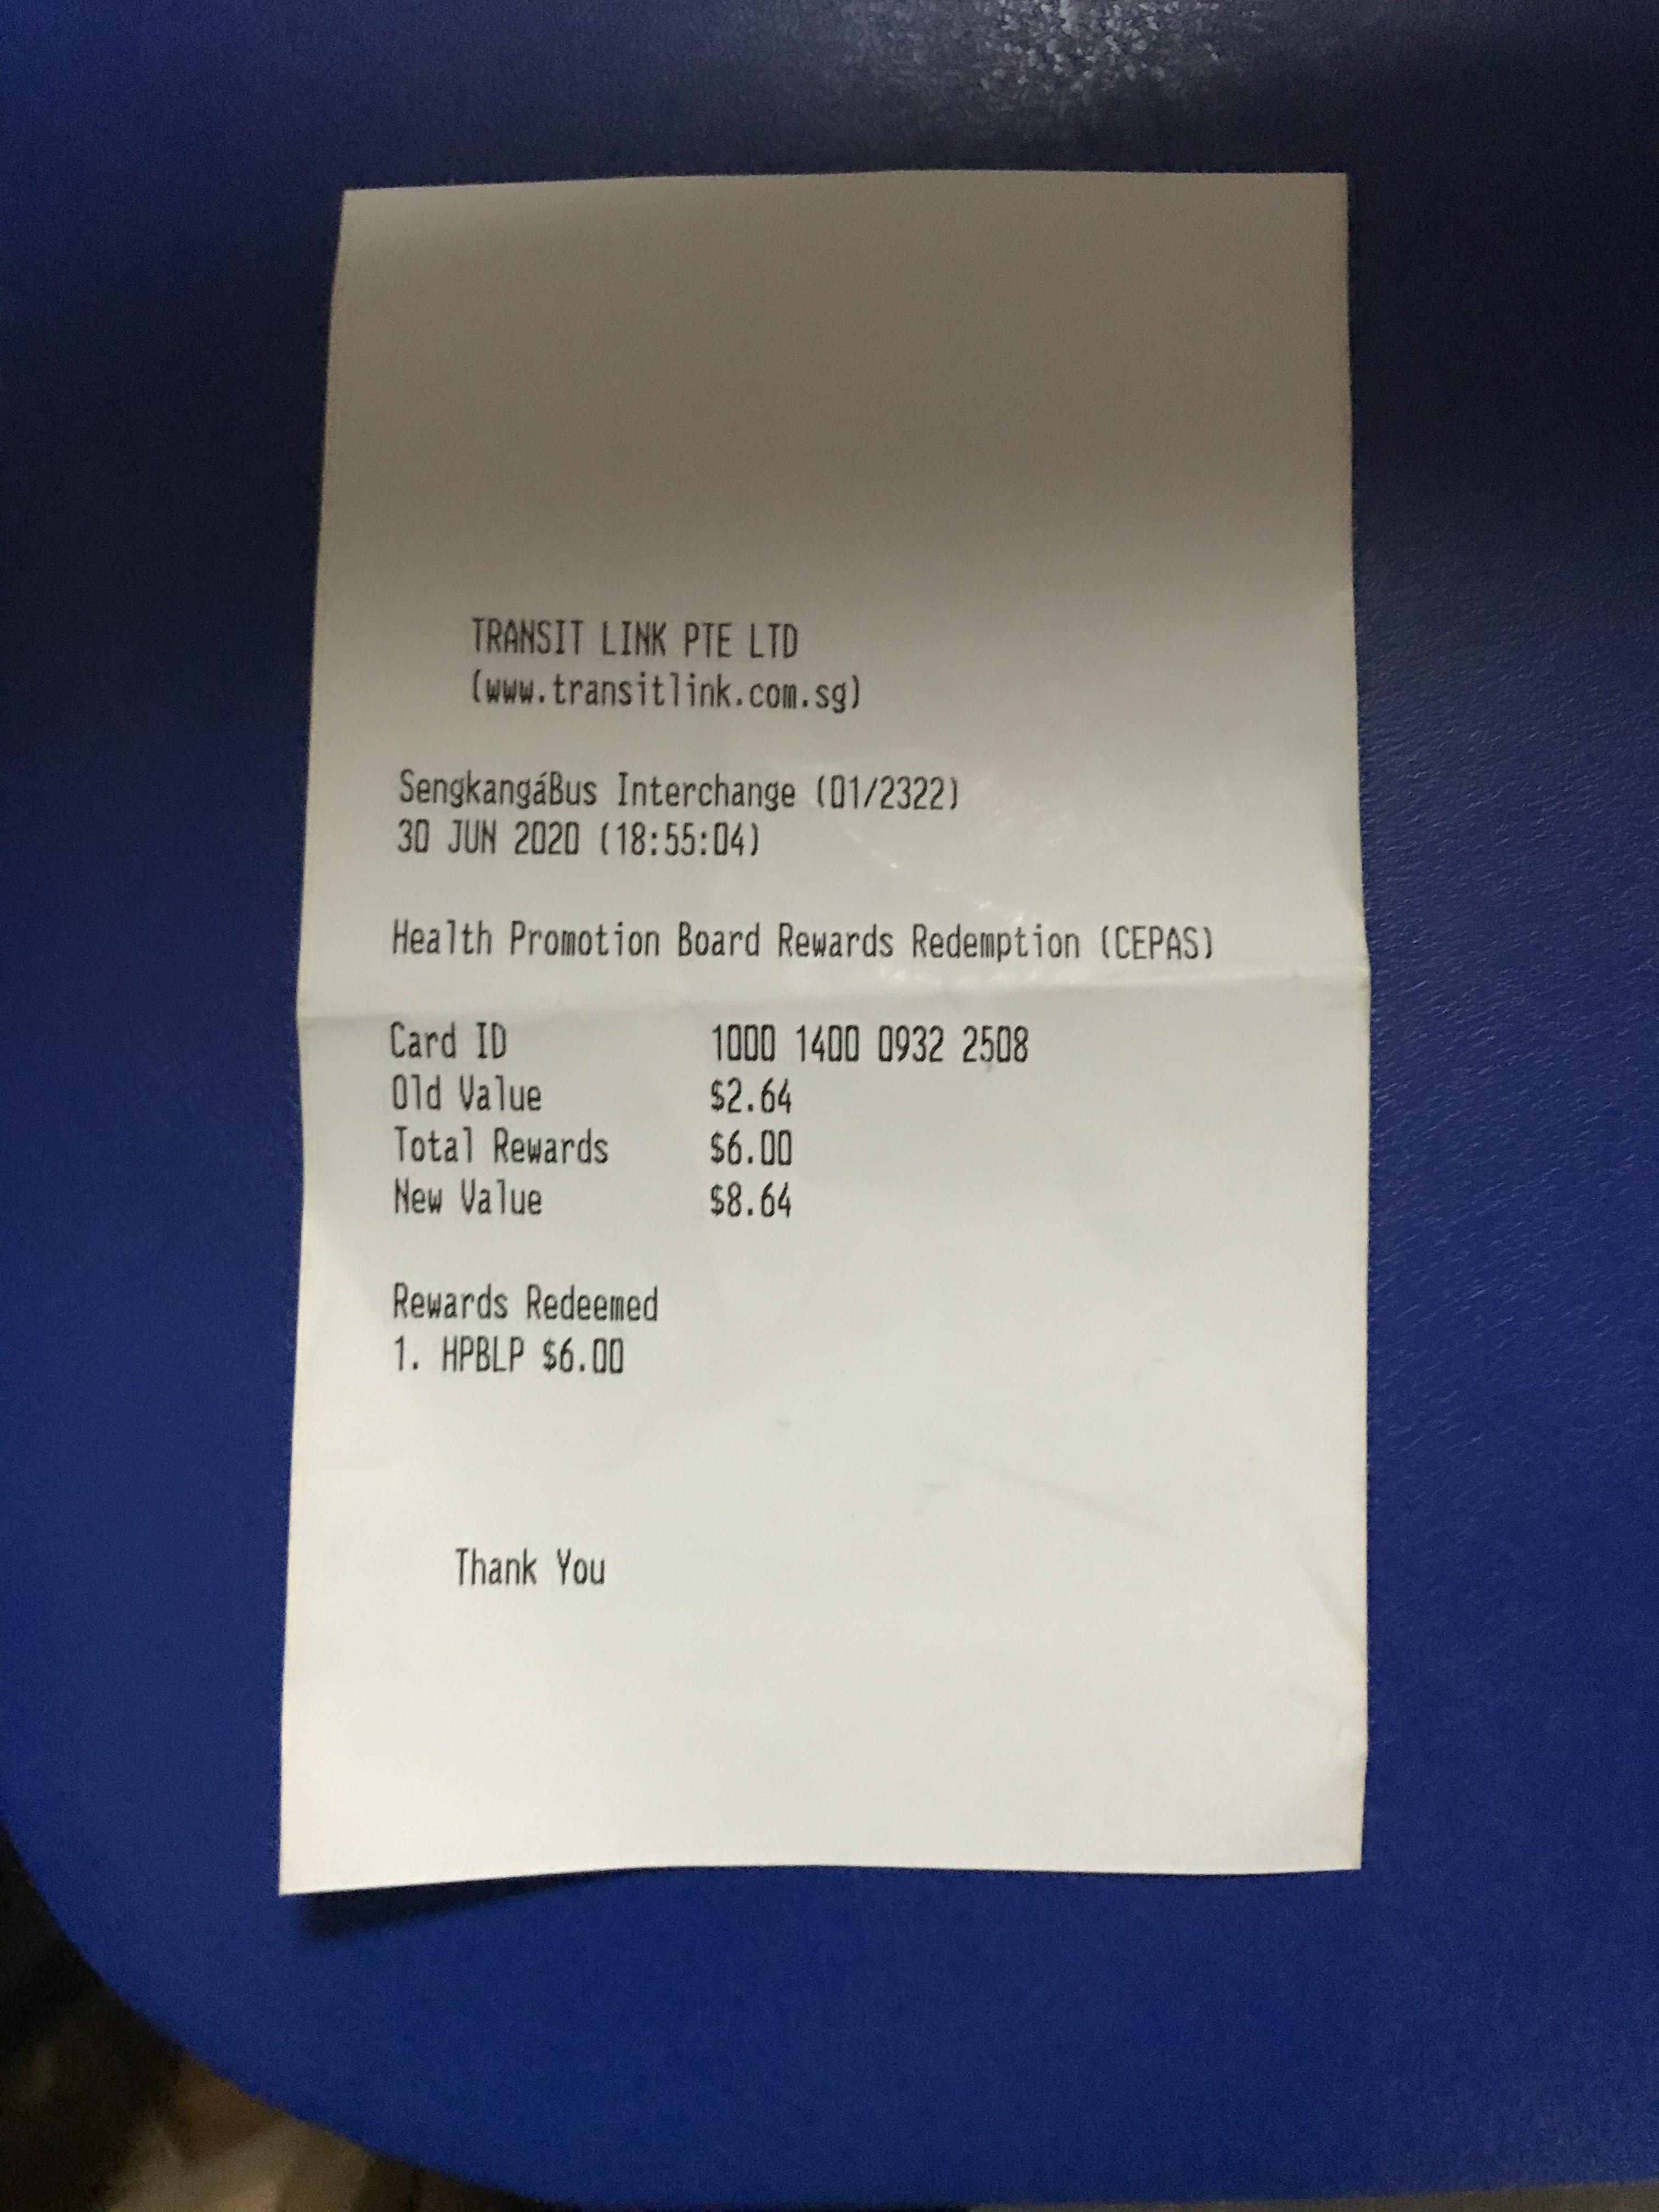 TRANSIT LINK PTE LTD
(www.transitlink.com.sg)
SengkangáBus Interchange (01/2322)
30 JUN 2020 (18:55:04)
Health Promotion Board Rewards Redemption (CEPAS)
Card ID 1000 1400 0932 2508
Old Value $2.64
Total Rewards $6.00
New Value $8.64
Rewards Redeemed
1. HPBLP $6.00
Thank You